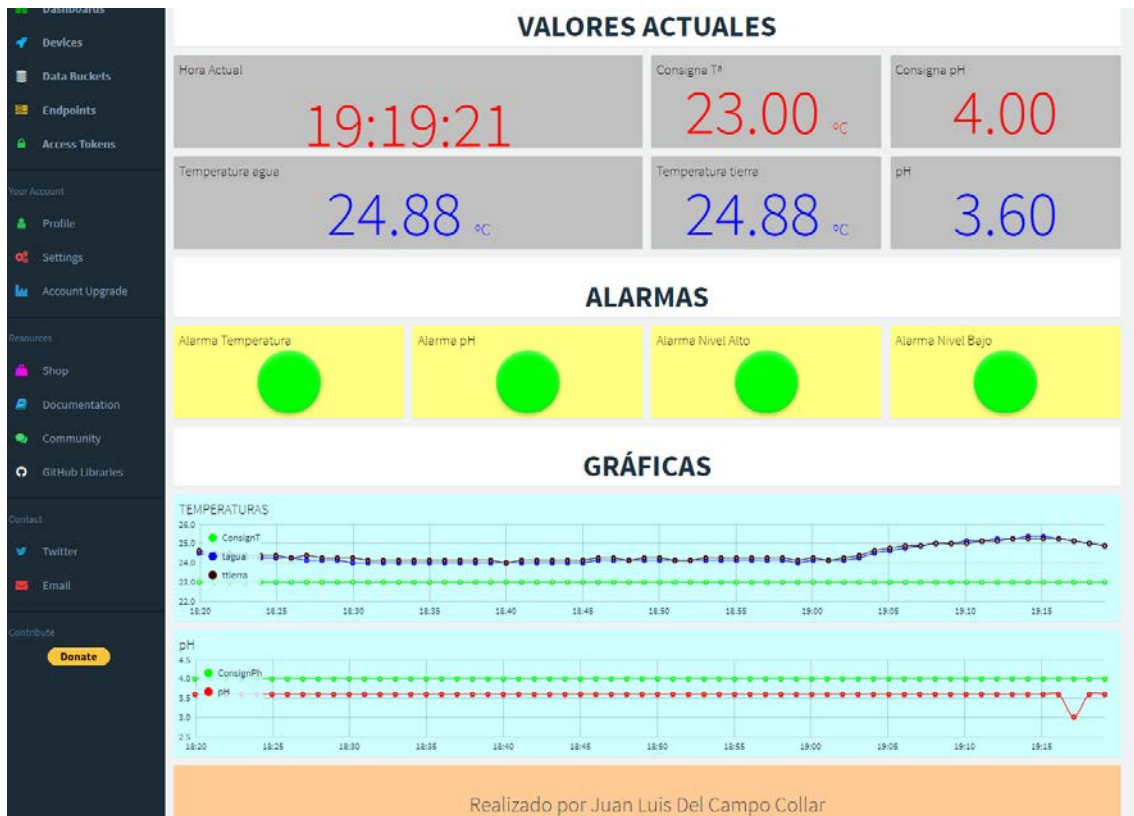 Dashboards
Devices
Data Buckets
Endpoints
Access Tokens
Your Account
Profile
Settings
Account Upgrade
Resources
Shop
Documentation
Community
GitHub Libraries
Contact
Twitter
Email
Contribute
Donate
VALORES ACTUALES
Hora Actual
19:19:21
Consigna Tª
23.00 ºC
Consigna pH
4.00
Temperatura agua
24.88 ºC
Temperatura tierra
24.88 ºC
pH
3.60
ALARMAS
Alarma Temperatura
Alarma pH
Alarma Nivel Alto
Alarma Nivel Bajo
GRÁFICAS
TEMPERATURAS
26.0
25.0
24.0
23.0
22.0
ConsignT
tagua
ttierra
18:20 18:25 18:30 18:35 18:40 18:45 18:50 18:55 19:00 19:05 19:10 19:15
pH
4.5
4.0
3.5
3.0
2.5
ConsignPh
pH
18:20 18:25 18:30 18:35 18:40 18:45 18:50 18:55 19:00 19:05 19:10 19:15
Realizado por Juan Luis Del Campo Collar